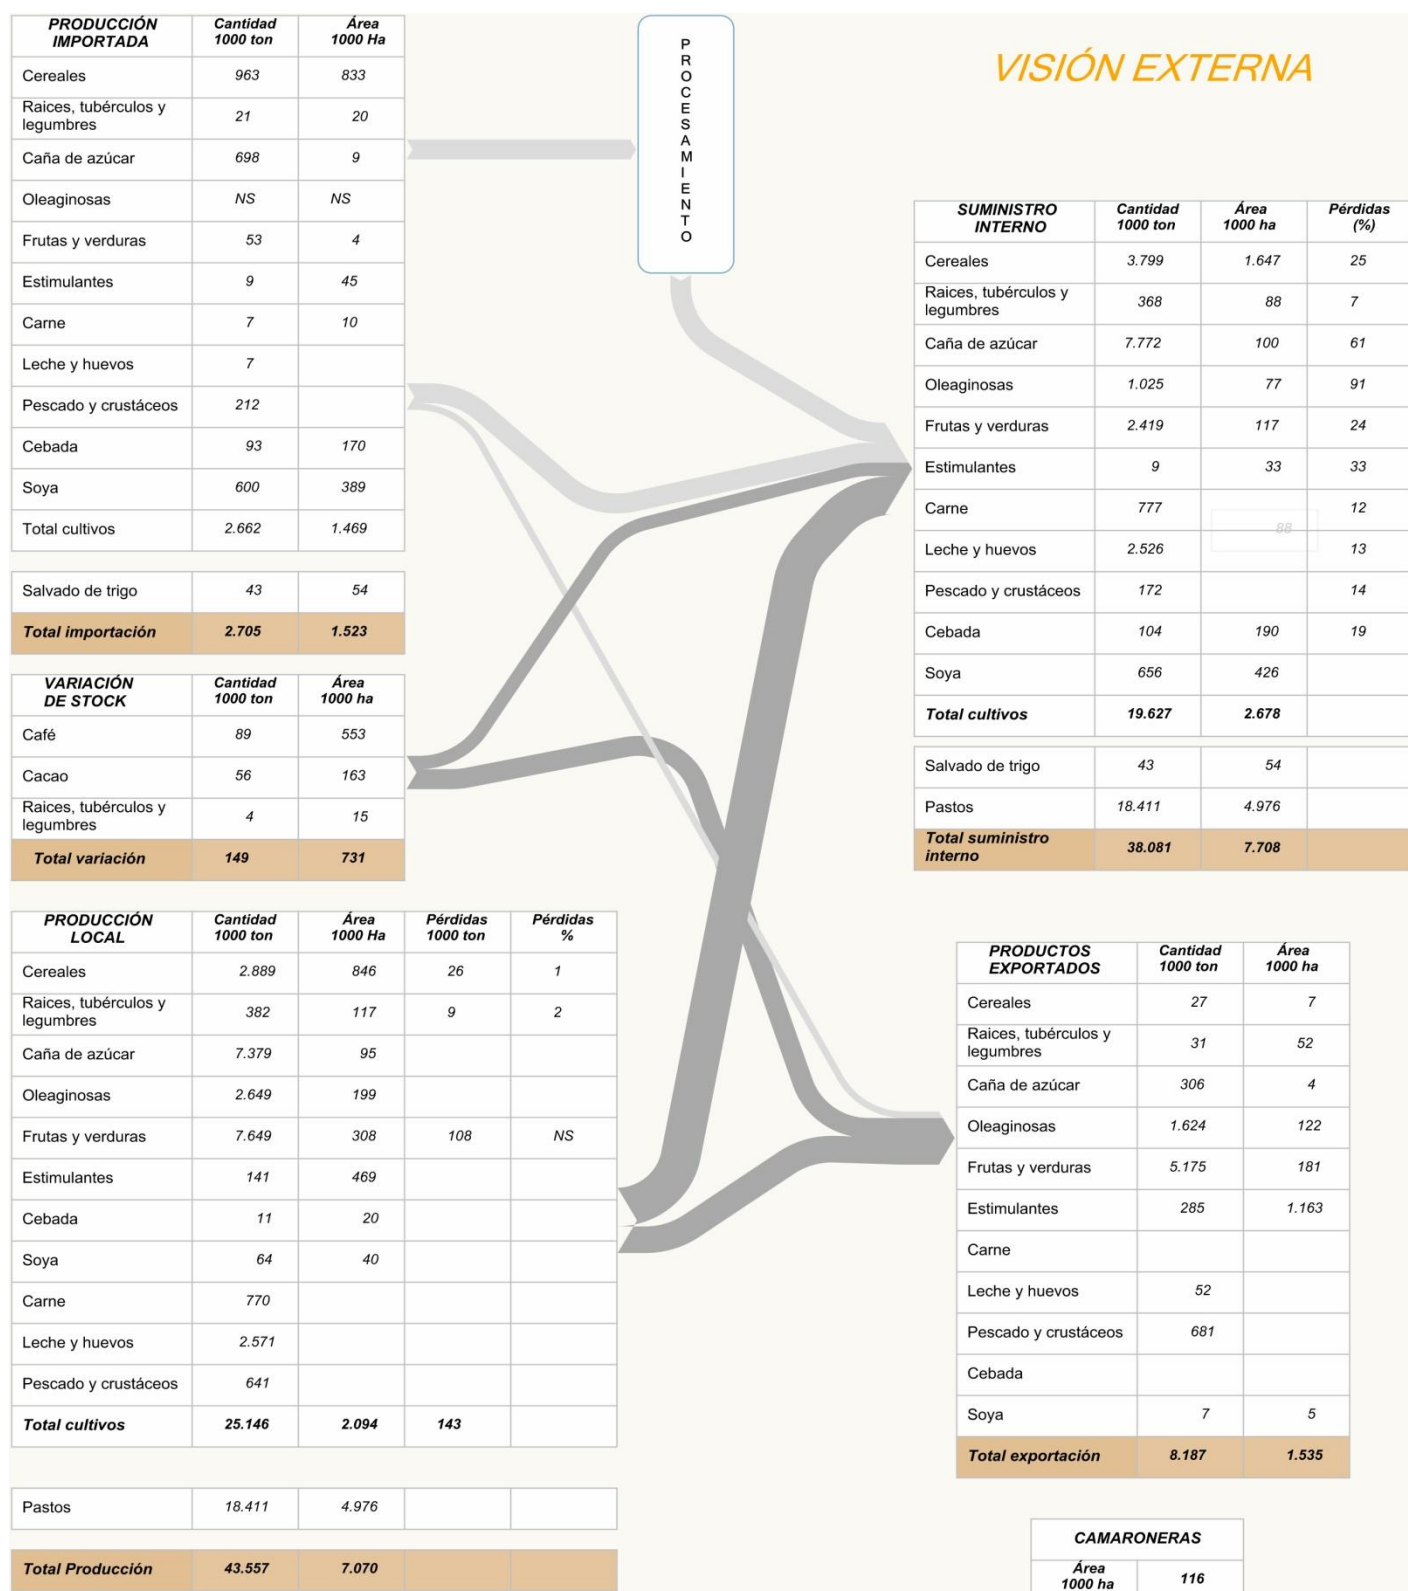 PRODUCCIÓN IMPORTADA Cantidad 1000 ton Área 1000 Ha
Cereales 963 833
Raices, tubérculos y legumbres 21 20
Caña de azúcar 698 9
Oleaginosas NS NS
Frutas y verduras 53 4
Estimulantes 9 45
Carne 7 10
Leche y huevos 7
Pescado y crustáceos 212
Cebada 93 170
Soya 600 389
Total cultivos 2.662 1.469
Salvado de trigo 43 54
Total importación 2.705 1.523
VARIACIÓN DE STOCK Cantidad 1000 ton Área 1000 ha
Café 89 553
Cacao 56 163
Raices, tubérculos y legumbres 4 15
Total variación 149 731
PRODUCCIÓN LOCAL Cantidad 1000 ton Área 1000 Ha Pérdidas 1000 ton Pérdidas %
Cereales 2.889 846 26 1
Raices, tubérculos y legumbres 382 117 9 2
Caña de azúcar 7.379 95
Oleaginosas 2.649 199
Frutas y verduras 7.649 308 108 NS
Estimulantes 141 469
Cebada 11 20
Soya 64 40
Carne 770
Leche y huevos 2.571
Pescado y crustáceos 641
Total cultivos 25.146 2.094 143
Pastos 18.411 4.976
Total Producción 43.557 7.070
PROCESAMIENTO
VISIÓN EXTERNA
SUMINISTRO INTERNO Cantidad 1000 ton Área 1000 ha Pérdidas (%)
Cereales 3.799 1.647 25
Raices, tubérculos y legumbres 368 88 7
Caña de azúcar 7.772 100 61
Oleaginosas 1.025 77 91
Frutas y verduras 2.419 117 24
Estimulantes 9 33 33
Carne 777 12
88
Leche y huevos 2.526 13
Pescado y crustáceos 172 14
Cebada 104 190 19
Soya 656 426
Total cultivos 19.627 2.678
Salvado de trigo 43 54
Pastos 18.411 4.976
Total suministro interno 38.081 7.708
PRODUCTOS EXPORTADOS Cantidad 1000 ton Área 1000 ha
Cereales 27 7
Raices, tubérculos y legumbres 31 52
Caña de azúcar 306 4
Oleaginosas 1.624 122
Frutas y verduras 5.175 181
Estimulantes 285 1.163
Carne
Leche y huevos 52
Pescado y crustáceos 681
Cebada
Soya 7 5
Total exportación 8.187 1.535
CAMARONERAS
Área 1000 ha 116